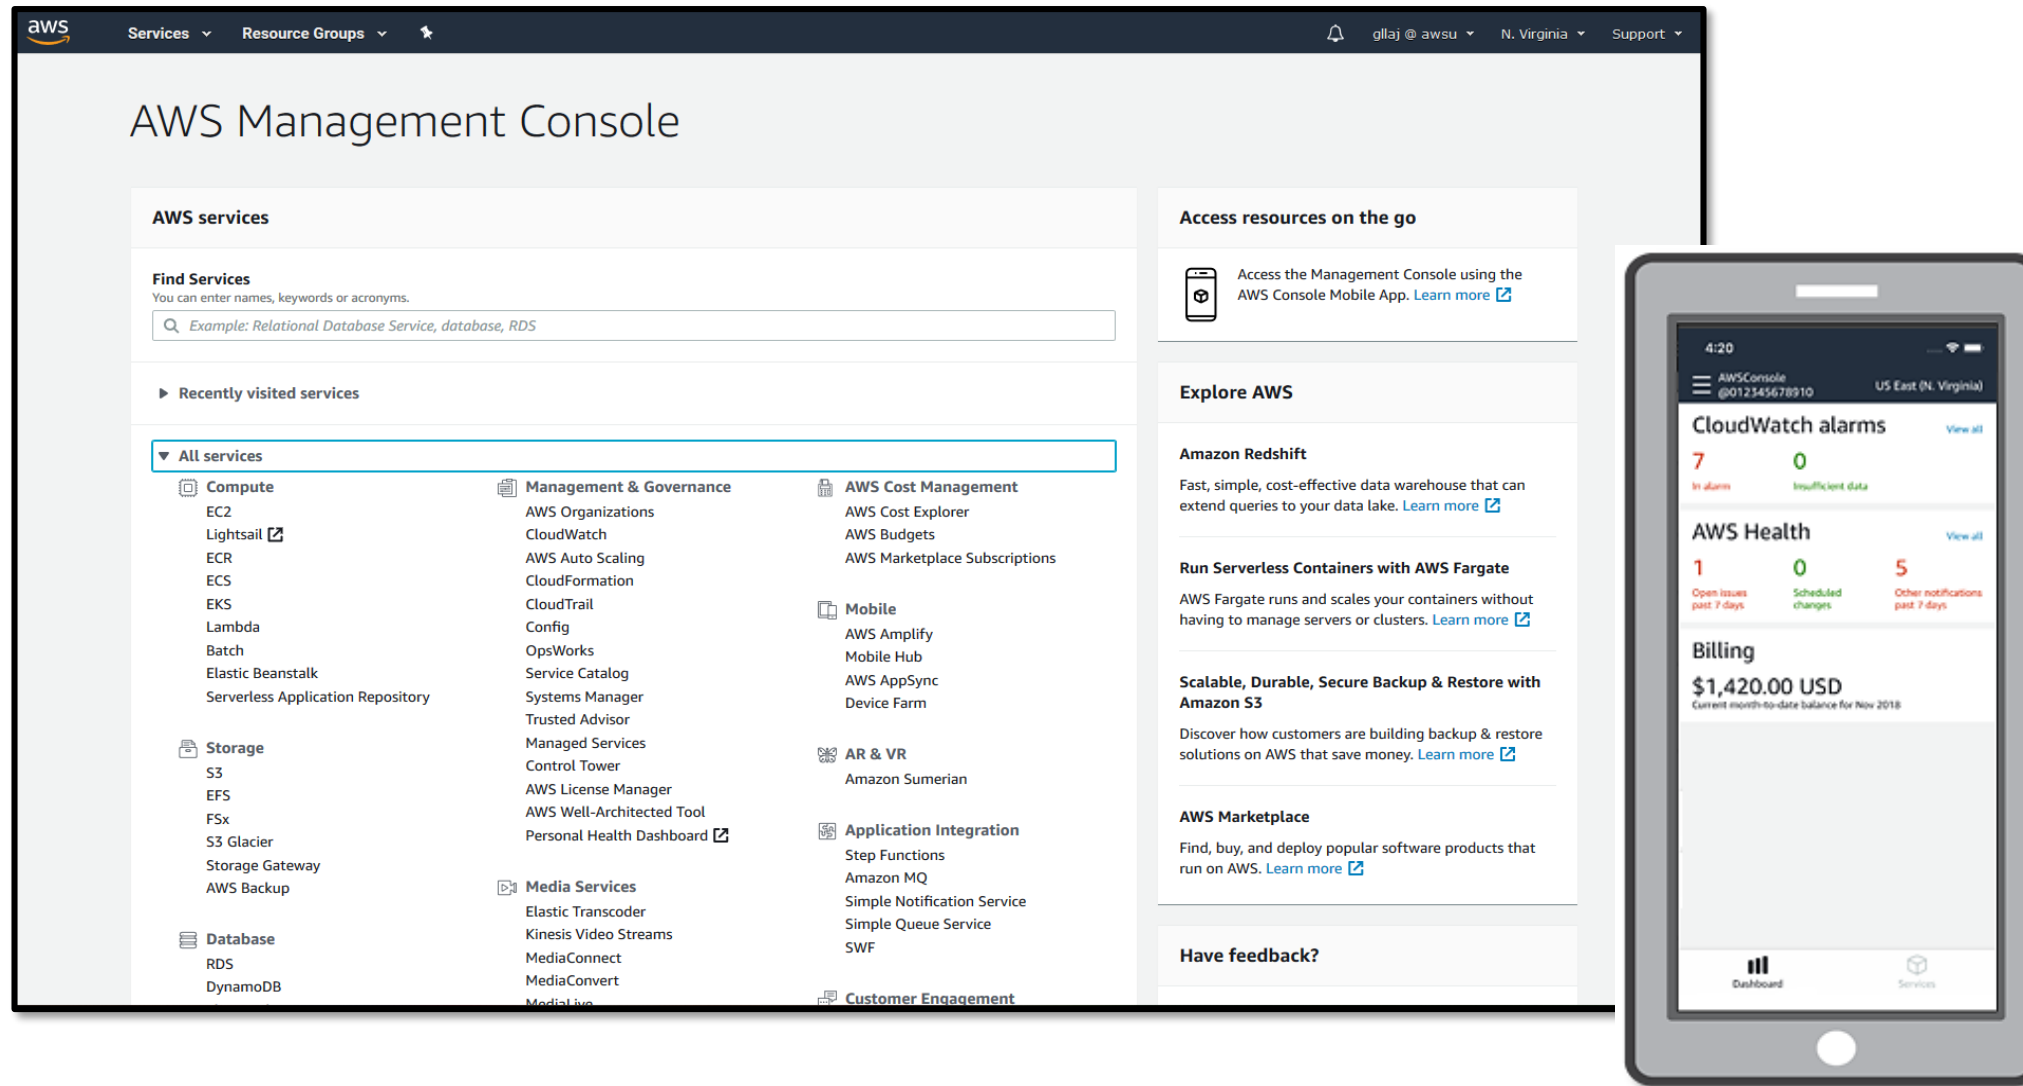 aws
Services
Resource Groups
gllaj @ awsu
N. Virginia
Support
AWS Management Console
AWS services
Find Services
You can enter names, keywords or acronyms.
Example: Relational Database Service, database, RDS
Recently visited services
All services
Compute
EC2
Lightsail
ECR
ECS
EKS
Lambda
Batch
Elastic Beanstalk
Serverless Application Repository
Storage
S3
EFS
FSx
S3 Glacier
Storage Gateway
AWS Backup
Database
RDS
DynamoDB
Management & Governance
AWS Organizations
CloudWatch
AWS Auto Scaling
CloudFormation
CloudTrail
Config
OpsWorks
Service Catalog
Systems Manager
Trusted Advisor
Managed Services
Control Tower
AWS License Manager
AWS Well-Architected Tool
Personal Health Dashboard
Media Services
Elastic Transcoder
Kinesis Video Streams
MediaConnect
MediaConvert
MediaLive
AWS Cost Management
AWS Cost Explorer
AWS Budgets
AWS Marketplace Subscriptions
Mobile
AWS Amplify
Mobile Hub
AWS AppSync
Device Farm
AR & VR
Amazon Sumerian
Application Integration
Step Functions
Amazon MQ
Simple Notification Service
Simple Queue Service
SWF
Customer Engagement
Access resources on the go
Access the Management Console using the
AWS Console Mobile App. Learn more
Explore AWS
Amazon Redshift
Fast, simple, cost-effective data warehouse that can
extend queries to your data lake. Learn more
Run Serverless Containers with AWS Fargate
AWS Fargate runs and scales your containers without
having to manage servers or clusters. Learn more
Scalable, Durable, Secure Backup & Restore with
Amazon S3
Discover how customers are building backup & restore
solutions on AWS that save money. Learn more
AWS Marketplace
Find, buy, and deploy popular software products that
run on AWS. Learn more
Have feedback?
4:20
AWSConsole
@012345678910
US East (N. Virginia)
CloudWatch alarms
View all
7
0
In alarm
Insufficient data
AWS Health
View all
1
0
5
Open issues
past 7 days
Scheduled
changes
Other notifications
past 7 days
Billing
$1,420.00 USD
Current month-to-date balance for Nov 2018
Dashboard
Services